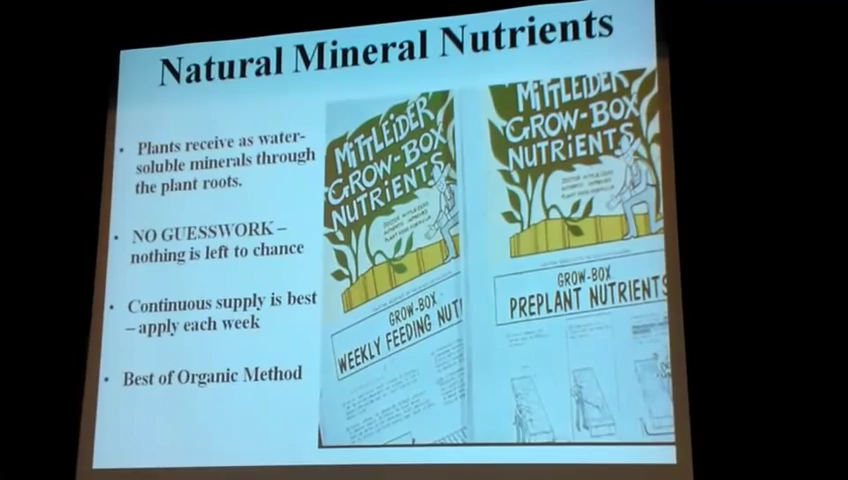 Natural Mineral Nutrients
• Plants receive as water-
soluble minerals through
the plant roots.
• NO GUESSWORK –
nothing is left to chance
• Continuous supply is best
– apply each week
• Best of Organic Method
MITTLEIDER
GROW-BOX
NUTRIENTS
GROW-BOX
WEEKLY FEEDING NUT
MITTLEIDER
GROW-BOX
NUTRIENTS
GROW-BOX
PREPLANT NUTRIENTS